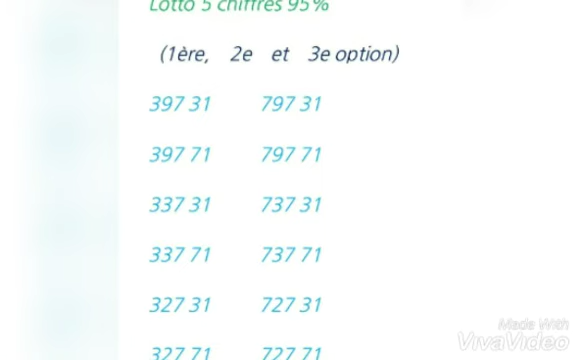 Lotto 5 chiffres 95%
(1ère, 2e et 3e option)
397 31 797 31
397 71 797 71
337 31 737 31
337 71 737 71
327 31 727 31
327 71 727 71
Made With
VivaVideo